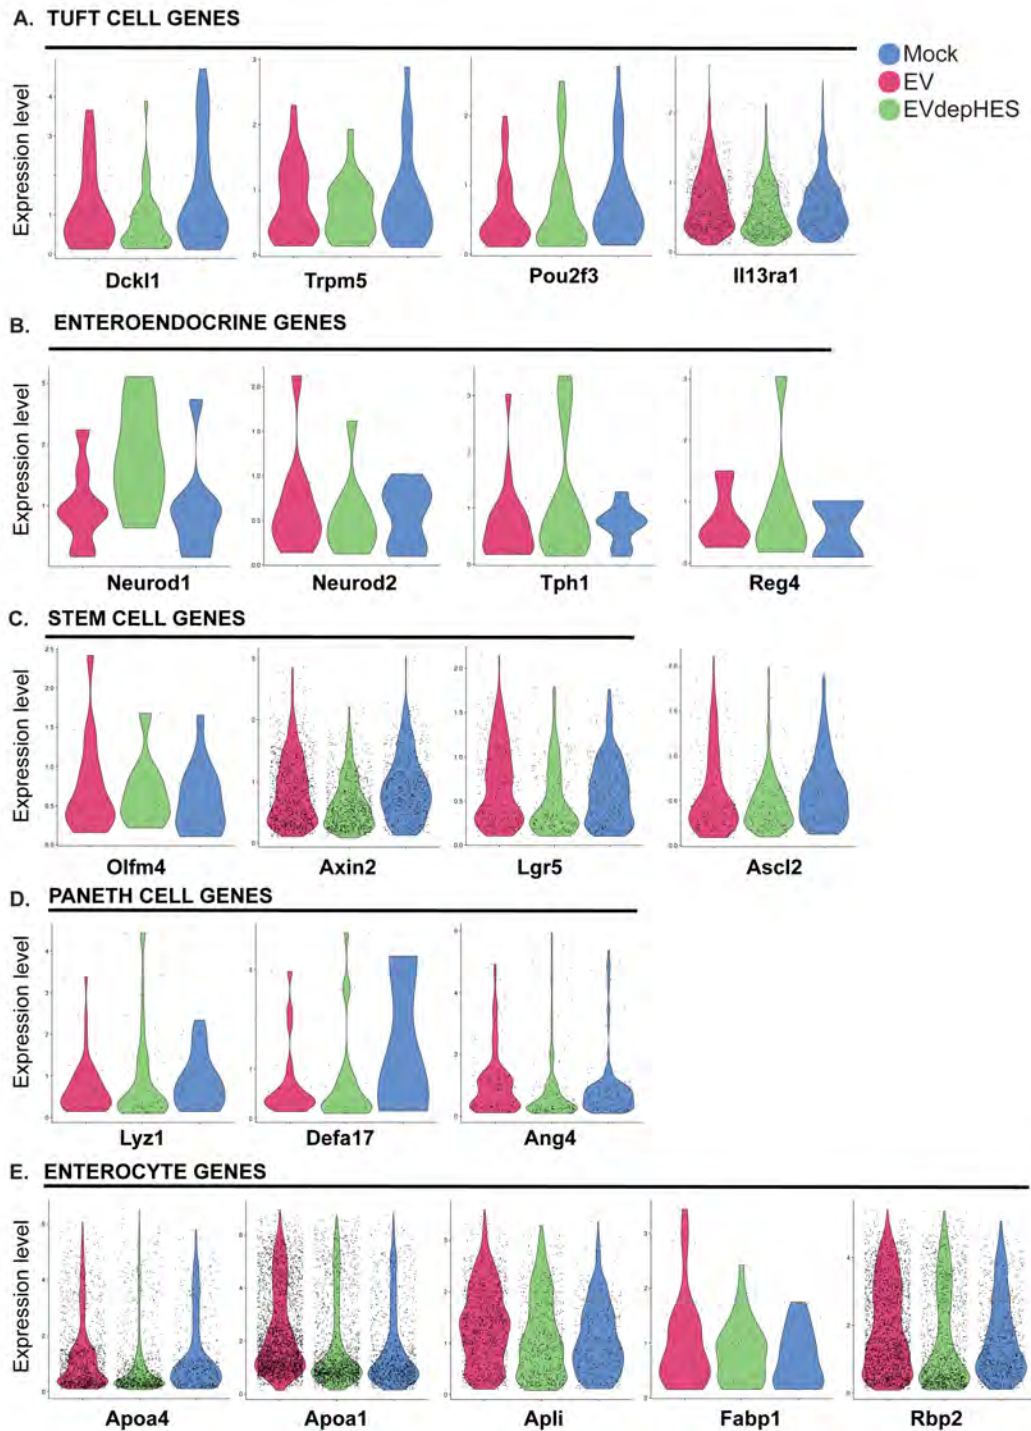 A. TUFT CELL GENES
Mock
EV
EVdepHES
Expression level
Dckl1 Trpm5 Pou2f3 Il13ra1
B. ENTEROENDOCRINE GENES
Expression level
Neurod1 Neurod2 Tph1 Reg4
C. STEM CELL GENES
Expression level
Olfm4 Axin2 Lgr5 Ascl2
D. PANETH CELL GENES
Expression level
Lyz1 Defa17 Ang4
E. ENTEROCYTE GENES
Expression level
Apoa4 Apoa1 Apli Fabp1 Rbp2